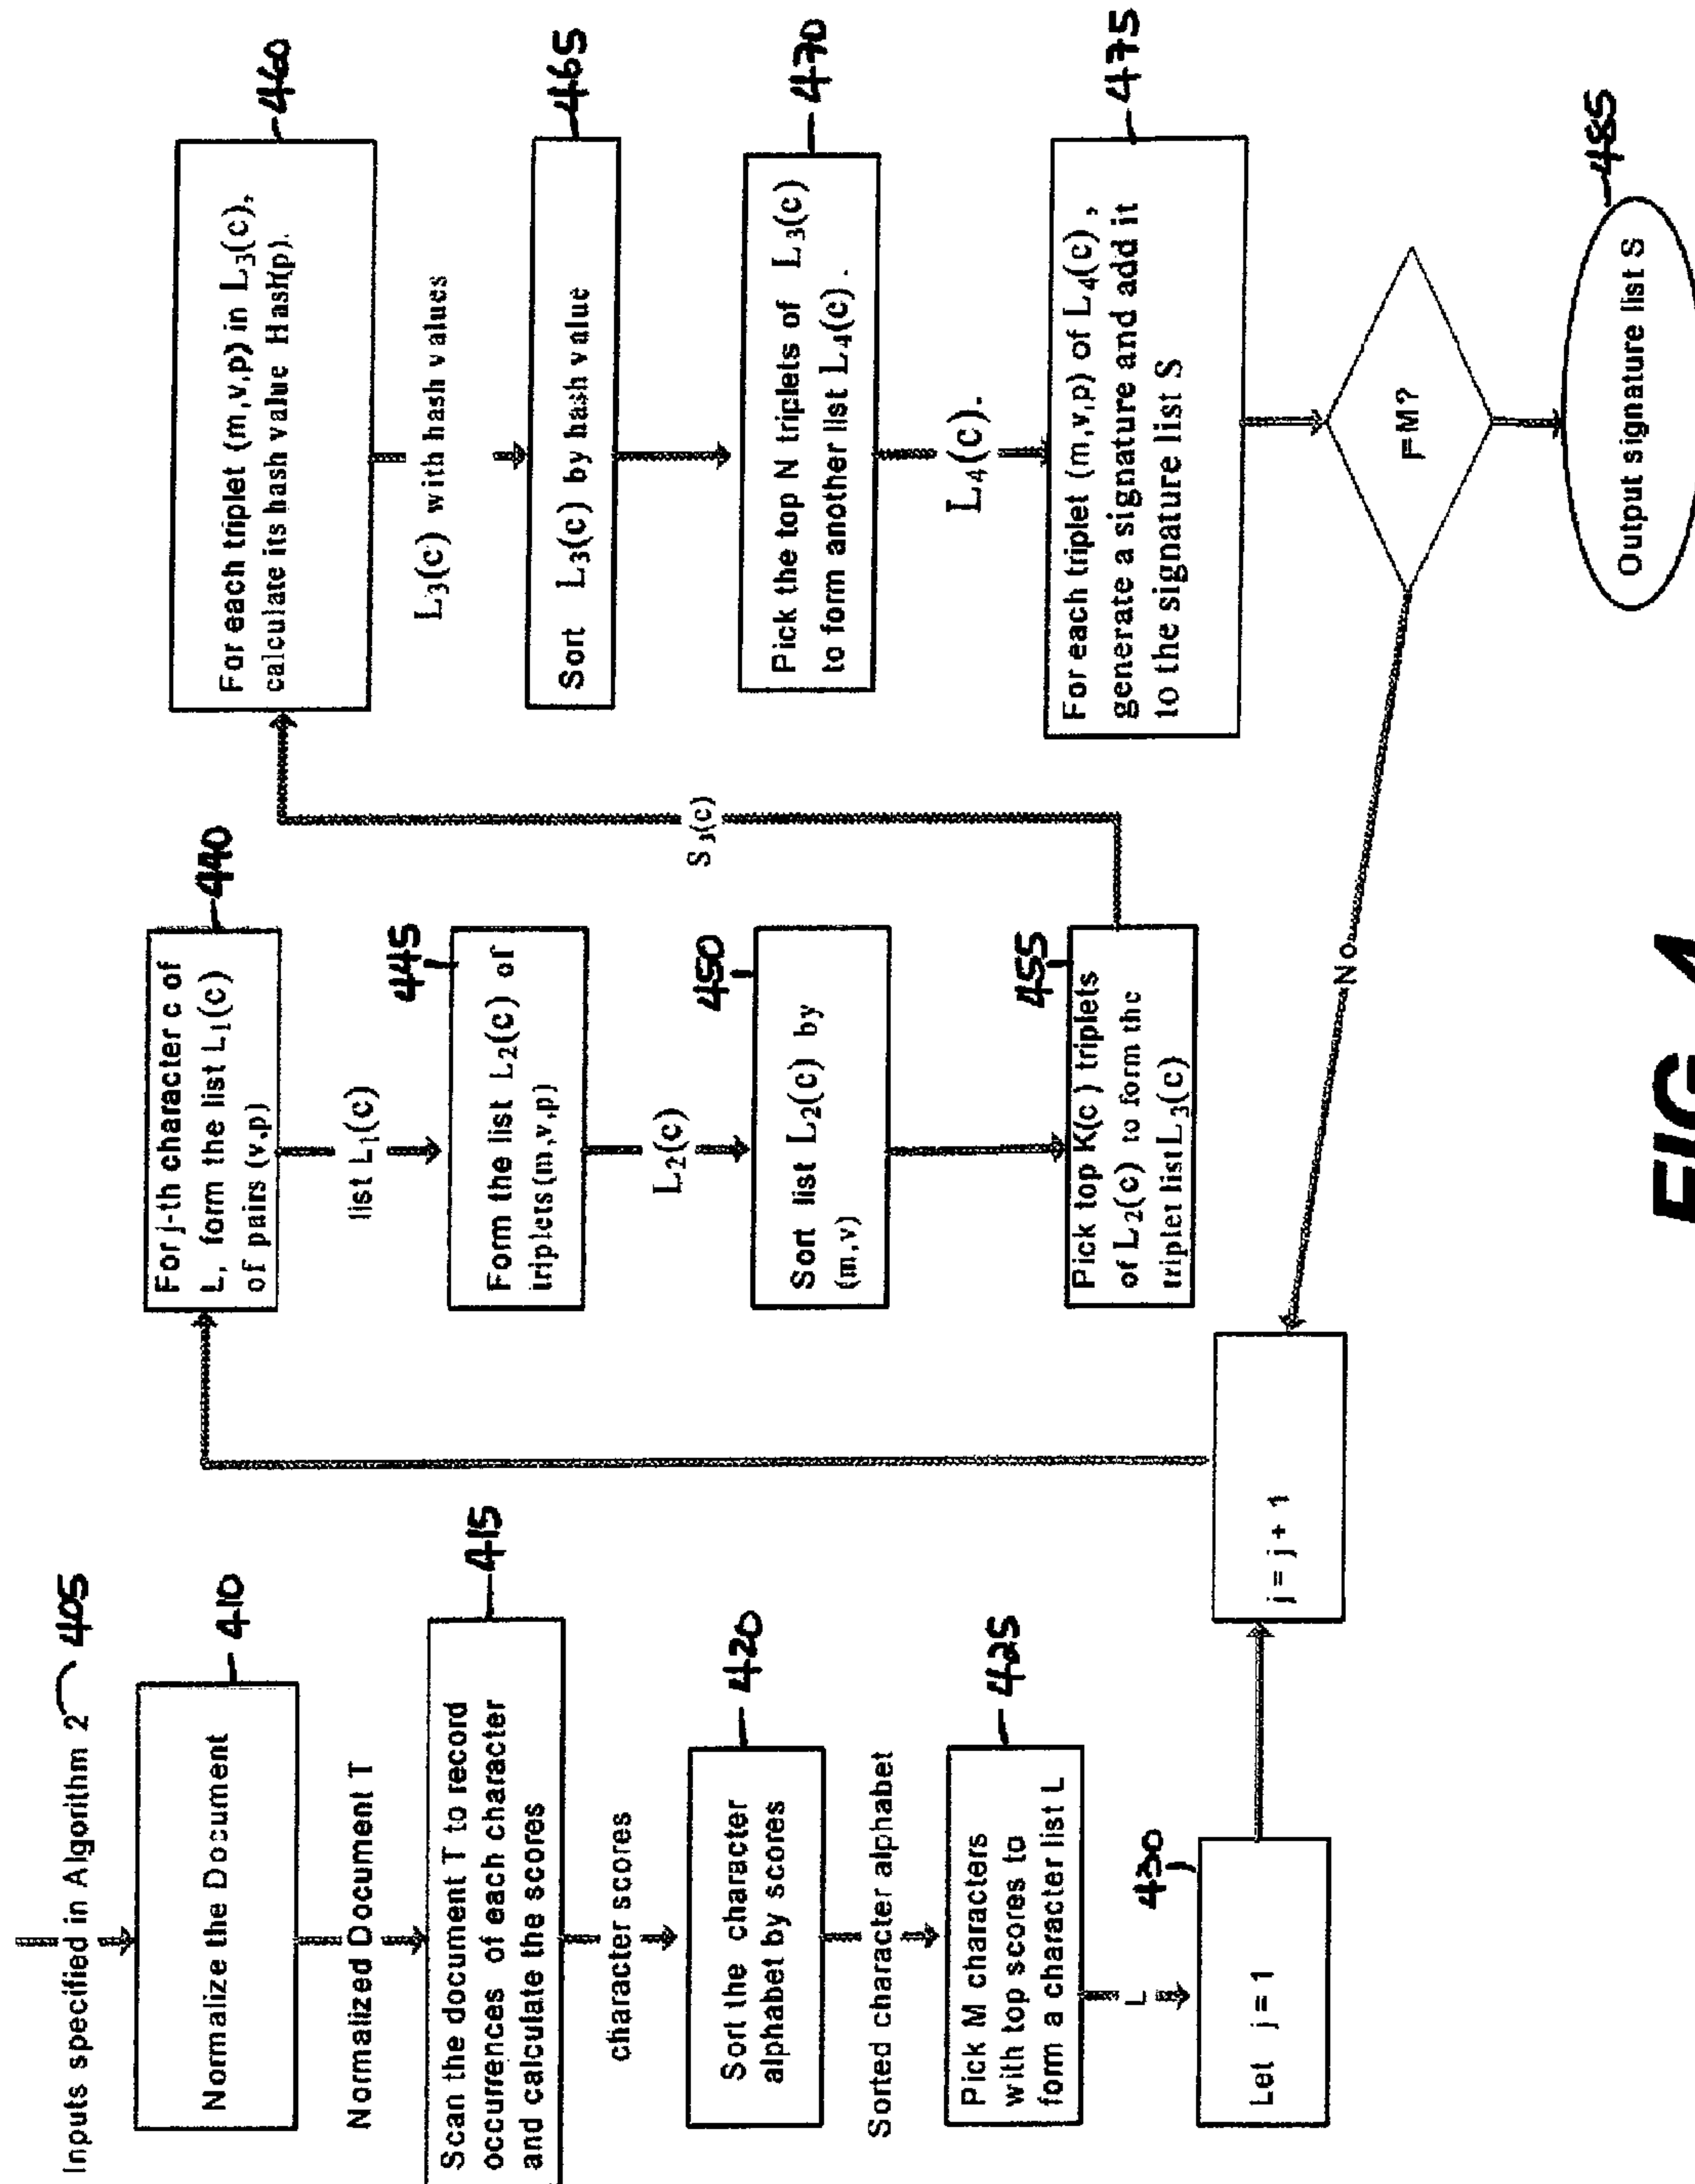 Inputs specified in Algorithm 2
405
Normalize the Document
410
Normalized Document T
Scan the document T to record
occurrences of each character
and calculate the scores
415
character scores
Sort the character
alphabet by scores
420
Sorted character alphabet
Pick M characters
with top scores to
form a character list L
425
L
430
Let j = 1
j = j + 1
For j-th character c of
L, form the list L₁(c)
of pairs (v,p)
440
list L₁(c)
445
Form the list L₂(c) of
triplets(m,v,p)
L₂(c)
450
Sort list L₂(c) by
(m,v)
455
Pick top K(c) triplets
of L₂(c) to form the
triplet list L₃(c)
S₃(c)
For each triplet (m,v,p) in L₃(c),
calculate its hash value Hash(p).
460
L₃(c) with hash values
Sort L₃(c) by hash value
465
Pick the top N triplets of L₃(c)
to form another list L₄(c).
470
L₄(c).
For each triplet (m,v,p) of L₄(c),
generate a signature and add it
to the signature list S
475
No
j=M?
Output signature list S
485
FIG. 4